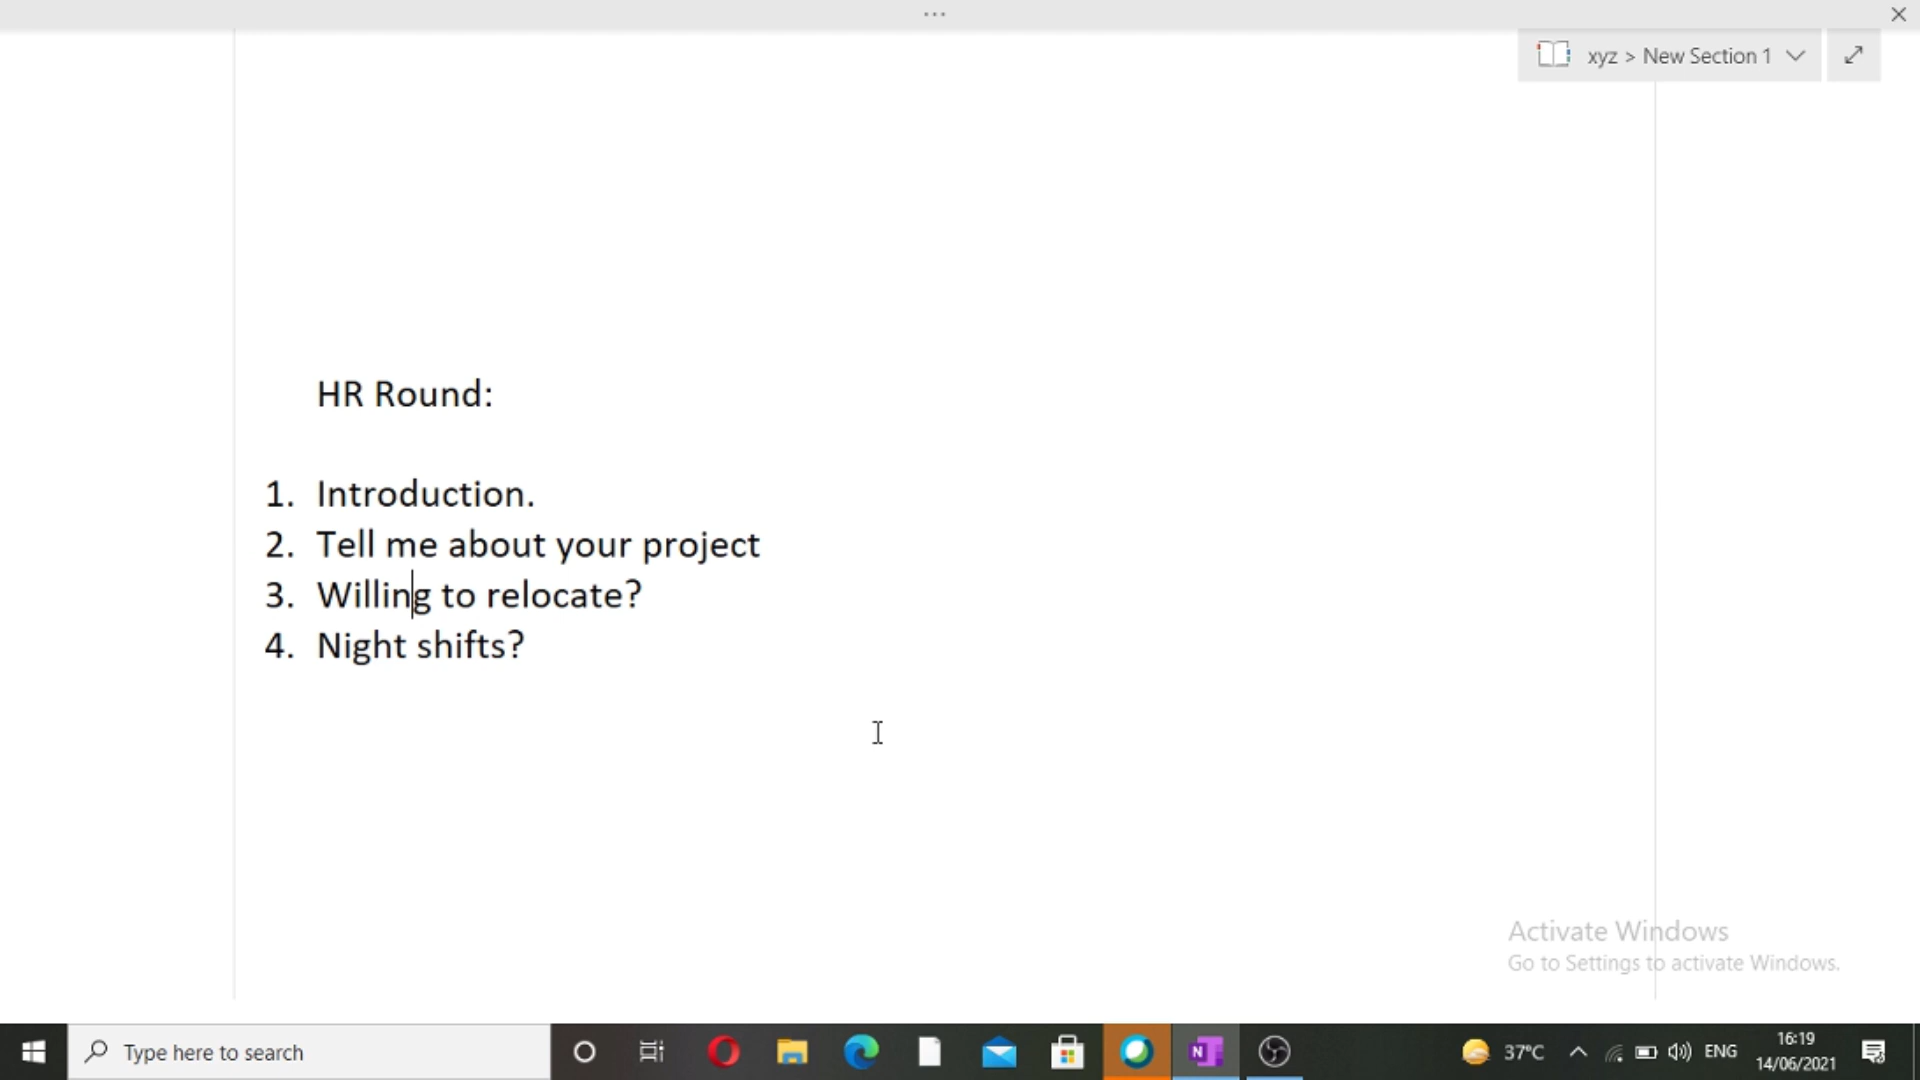 xyz > New Section 1
HR Round:
1. Introduction.
2. Tell me about your project
3. Willing to relocate?
4. Night shifts?
Activate Windows
Go to Settings to activate Windows.
Type here to search
37°C
ENG
16:19
14/06/2021